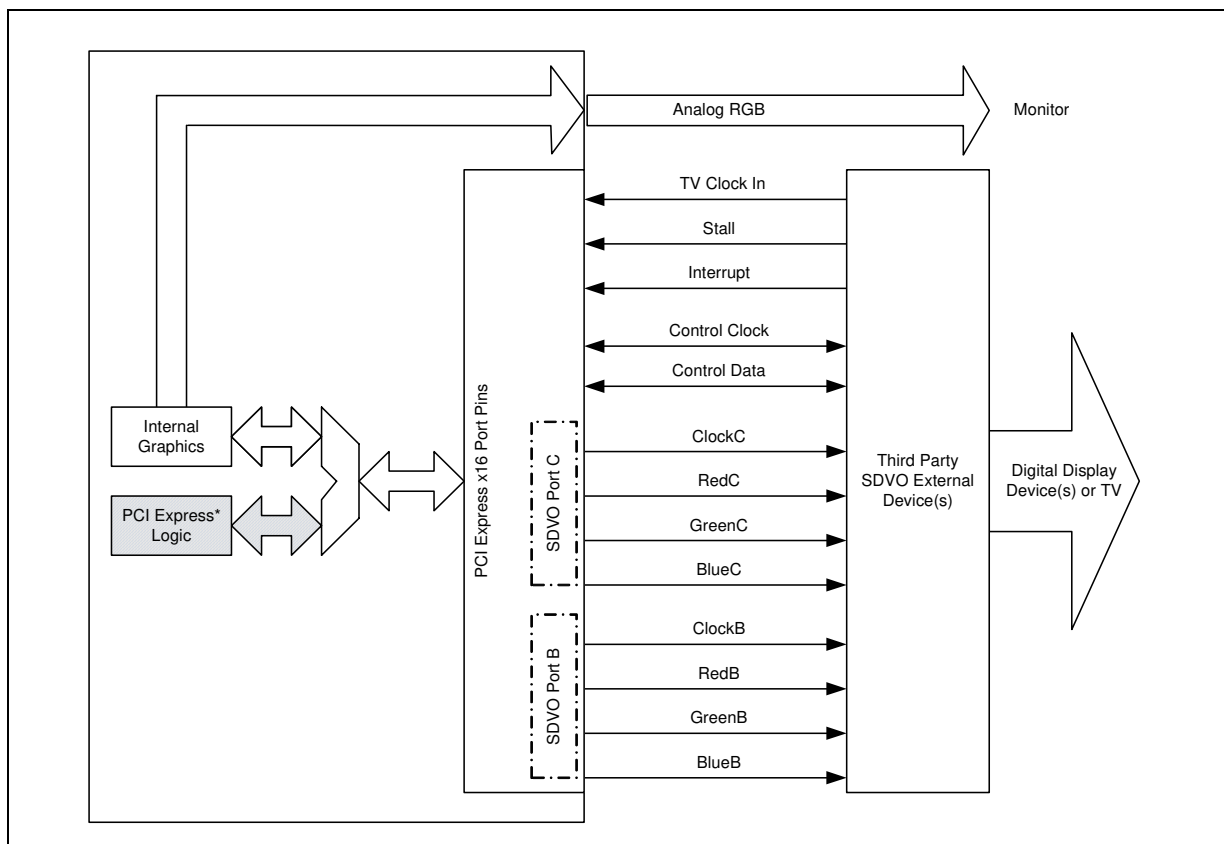 Analog RGB
Monitor
TV Clock In
Stall
Interrupt
Control Clock
Control Data
Internal
Graphics
PCI Express*
Logic
PCI Express x16 Port Pins
SDVO Port C
ClockC
RedC
GreenC
BlueC
Third Party
SDVO External
Device(s)
Digital Display
Device(s) or TV
SDVO Port B
ClockB
RedB
GreenB
BlueB